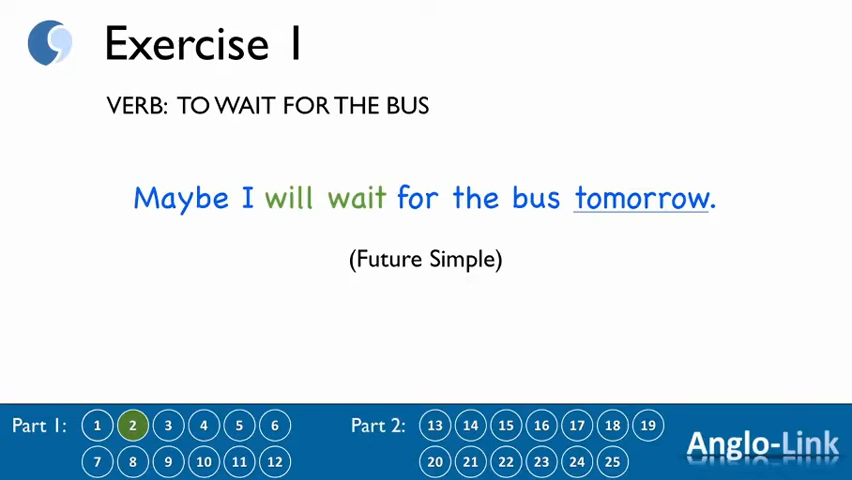 Exercise 1
VERB: TO WAIT FOR THE BUS
Maybe I will wait for the bus tomorrow.
(Future Simple)
Part 1: 1 2 3 4 5 6
7 8 9 10 11 12
Part 2: 13 14 15 16 17 18 19
20 21 22 23 24 25
Anglo-Link